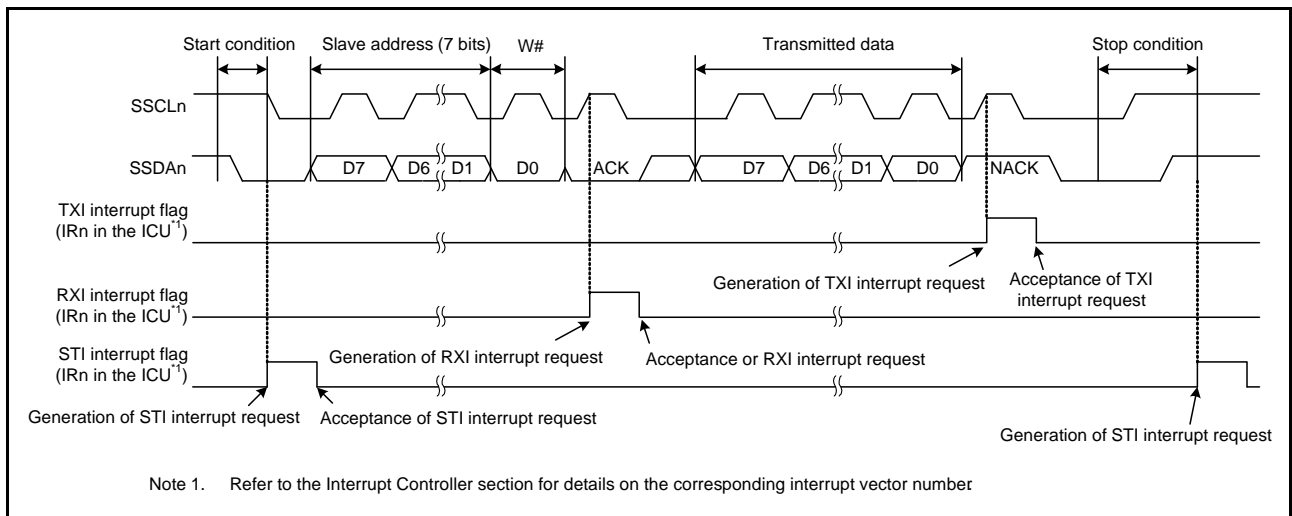 Start condition
Slave address (7 bits)
W#
Transmitted data
Stop condition
SSCLn
SSDAn
D7
D6
D1
D0
ACK
D7
D6
D1
D0
NACK
TXI interrupt flag
(IRn in the ICU*1)
Generation of TXI interrupt request
Acceptance of TXI
interrupt request
RXI interrupt flag
(IRn in the ICU*1)
Generation of RXI interrupt request
Acceptance or RXI interrupt request
STI interrupt flag
(IRn in the ICU*1)
Generation of STI interrupt request
Acceptance of STI interrupt request
Generation of STI interrupt request
Note 1. Refer to the Interrupt Controller section for details on the corresponding interrupt vector number.